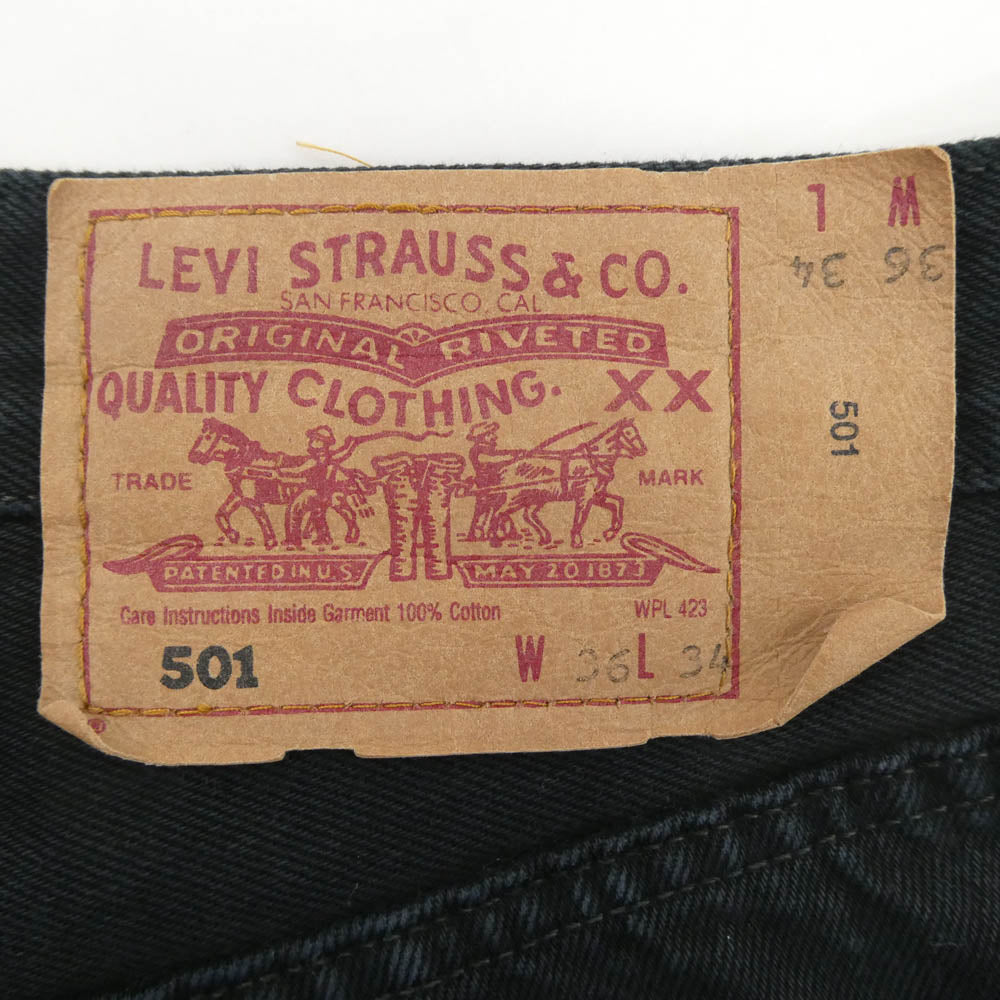 LEVI STRAUSS & CO.
SAN FRANCISCO, CAL
ORIGINAL RIVETED
QUALITY CLOTHING. XX
TRADE MARK
PATENTED IN U.S. MAY 20 1873
Care Instructions Inside Garment 100% Cotton WPL 423
501 W 36 L 34
W L
36 34
501